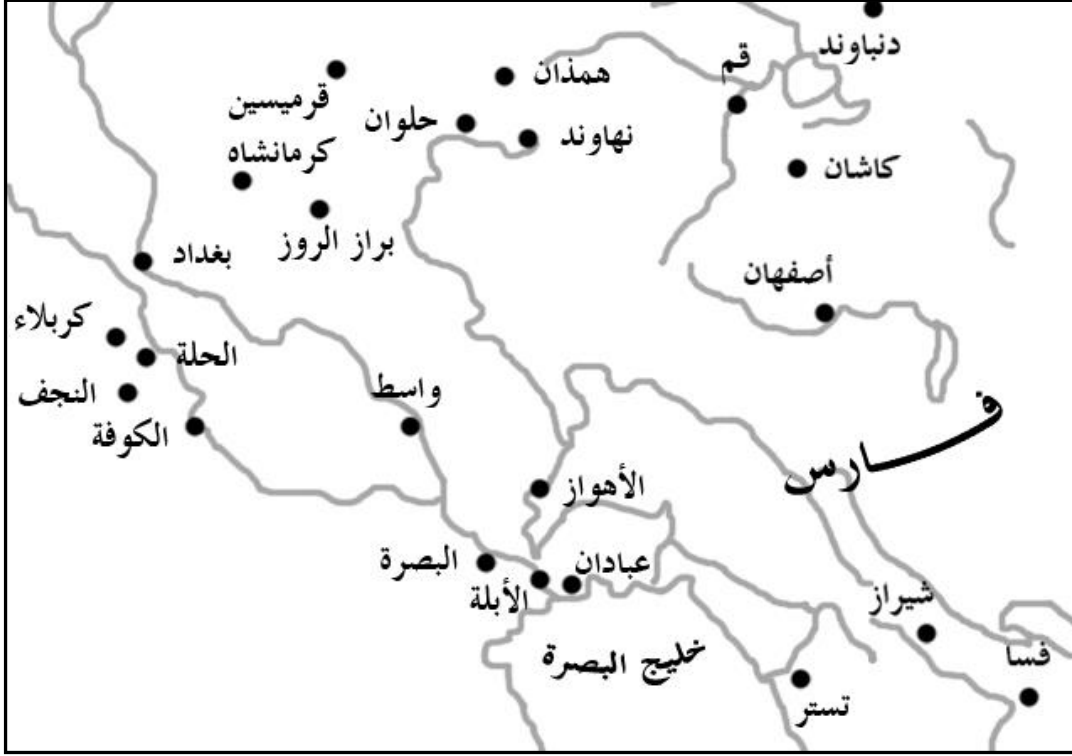 دنباوند
قم
همذان
قرميسين
حلوان
نهاوند
كرمانشاه
كاشان
براز الروز
بغداد
أصفهان
كربلاء
الحلة
النجف
واسط
الكوفة
فارس
الأهواز
البصرة
عبادان
الأبلة
شيراز
خليج البصرة
فسا
تستر